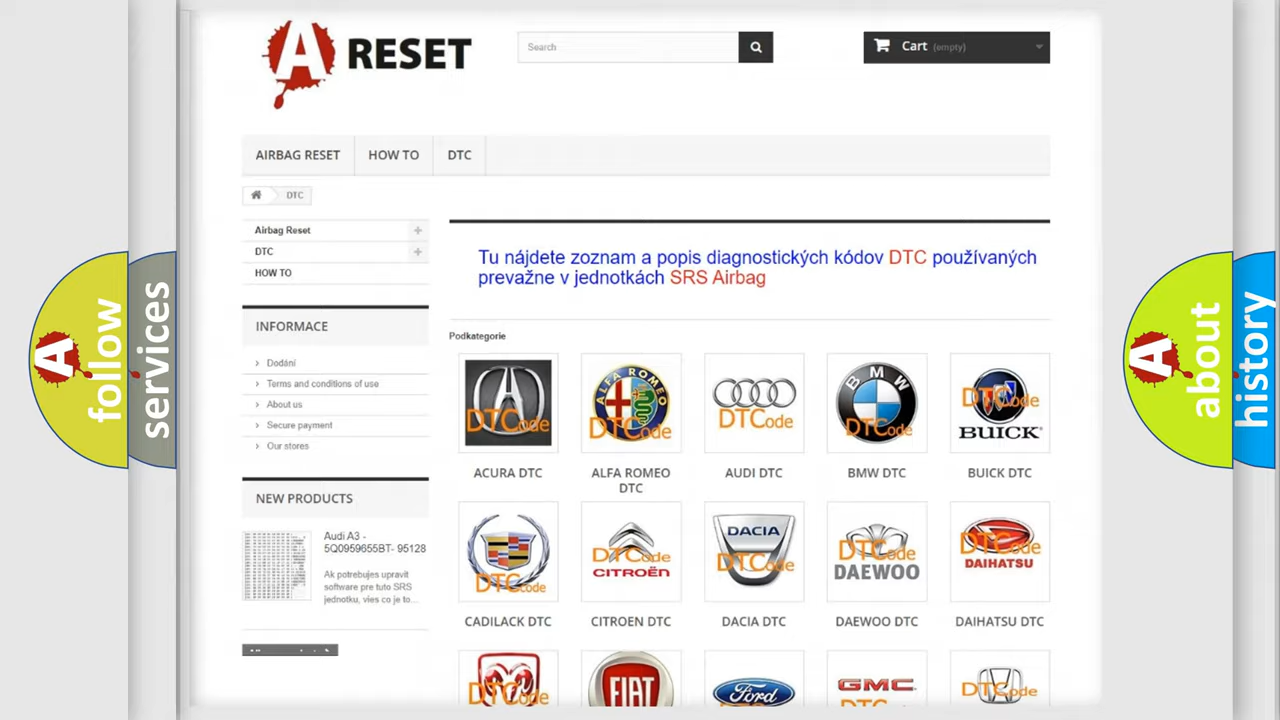 A RESET
Search
Cart (empty)
AIRBAG RESET
HOW TO
DTC
DTC
Airbag Reset
DTC
HOW TO
INFORMACE
Dodání
Terms and conditions of use
About us
Secure payment
Our stores
NEW PRODUCTS
Audi A3 -
5Q0959655BT- 95128
Ak potrebujes upravit
software pre tuto SRS
jednotku, vies co je to...
Tu nájdete zoznam a popis diagnostických kódov DTC používaných
prevažne v jednotkách SRS Airbag
Podkategorie
DTCode
ALFA ROMEO
DTCode
DTCode
BMW
DTCode
DTCode
BUICK
ACURA DTC
ALFA ROMEO
DTC
AUDI DTC
BMW DTC
BUICK DTC
DTCode
DTCode
CITROËN
DACIA
DTCode
DTCode
DAEWOO
DTCode
DAIHATSU
CADILACK DTC
CITROEN DTC
DACIA DTC
DAEWOO DTC
DAIHATSU DTC
DTCode
FIAT
Ford
GMC
DTCode
A
follow
services
A
about
history